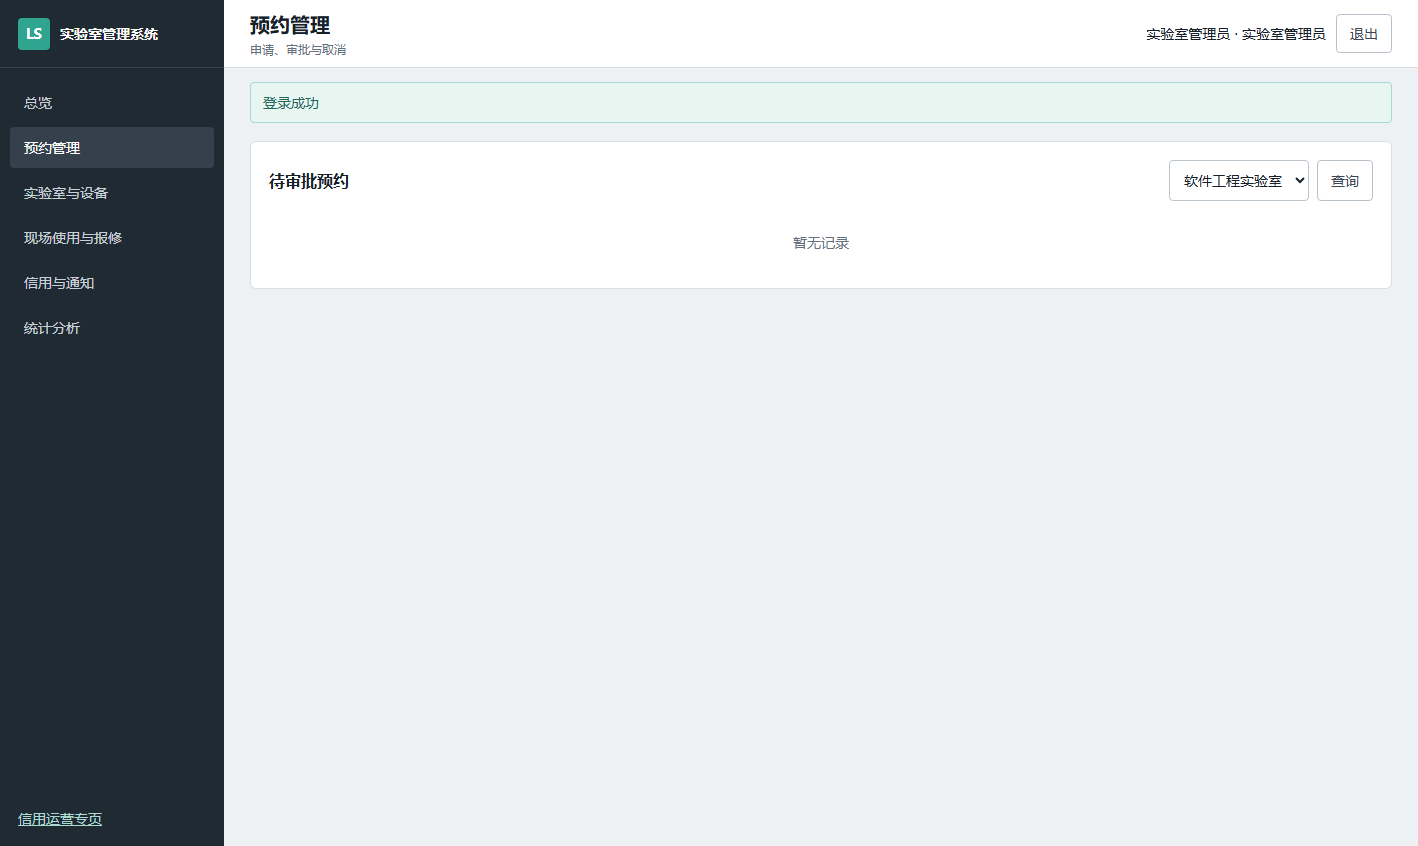 LS 实验室管理系统
总览
预约管理
实验室与设备
现场使用与报修
信用与通知
统计分析
信用运营专页
预约管理
申请、审批与取消
实验室管理员 · 实验室管理员 退出
登录成功
待审批预约 软件工程实验室 查询
暂无记录